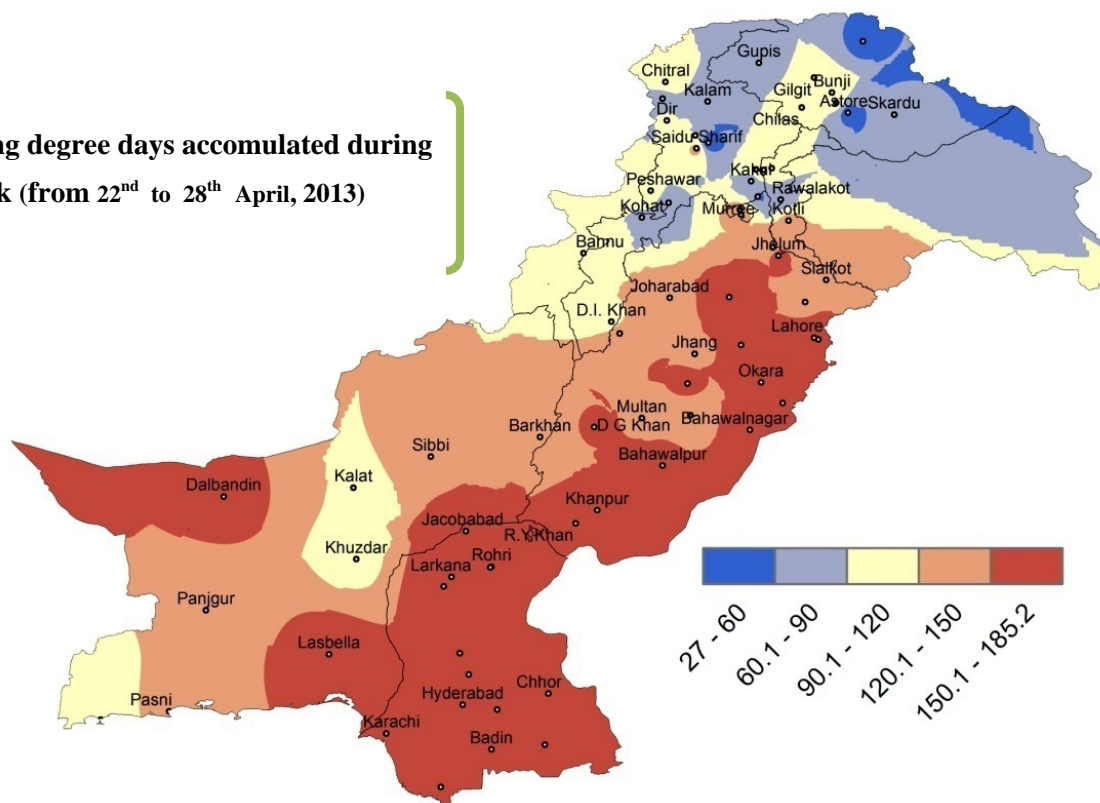 ng degree days accomulated during
k (from 22nd to 28th April, 2013)
Gupis
Chitral
Kalam
Gilgit
Bunji
Dir
Astore
Skardu
Chilas
Saidu Sharif
Peshawar
Kakul
Rawalakot
Kohat
Murree
Kotli
Bannu
Jhelum
Sialkot
Joharabad
D.I. Khan
Lahore
Jhang
Okara
Multan
Barkhan
D G Khan
Bahawalnagar
Sibbi
Bahawalpur
Kalat
Dalbandin
Khanpur
Jacobabad
R.Y.Khan
Khuzdar
Rohri
Larkana
Panjgur
Lasbella
Hyderabad
Chhor
Pasni
Karachi
Badin
27 - 60
60.1 - 90
90.1 - 120
120.1 - 150
150.1 - 185.2